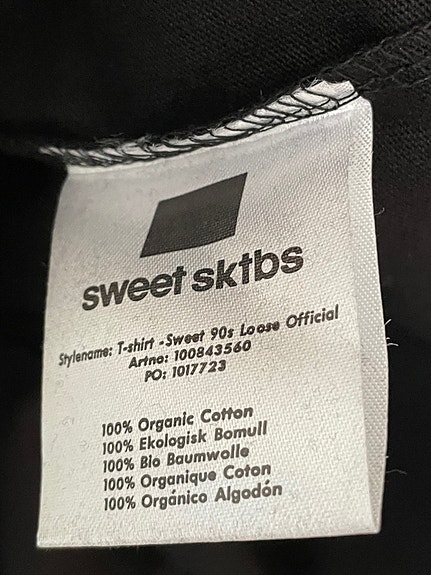 sweet sktbs
Stylename: T-shirt - Sweet 90s Loose Official
Artno: 100843560
PO: 1017723
100% Organic Cotton
100% Ekologisk Bomull
100% Bio Baumwolle
100% Organique Coton
100% Orgánico Algodón